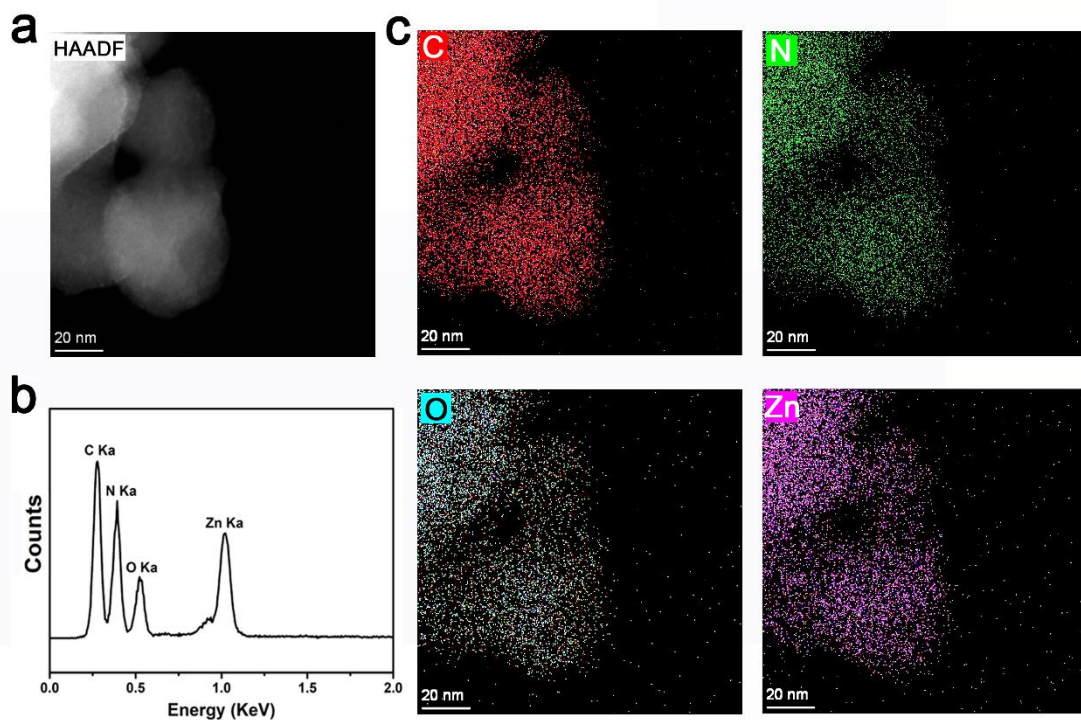 a
HAADF
20 nm
b
Counts
C Ka
N Ka
O Ka
Zn Ka
0.0 0.5 1.0 1.5 2.0
Energy (KeV)
c
C
20 nm
N
20 nm
O
20 nm
Zn
20 nm